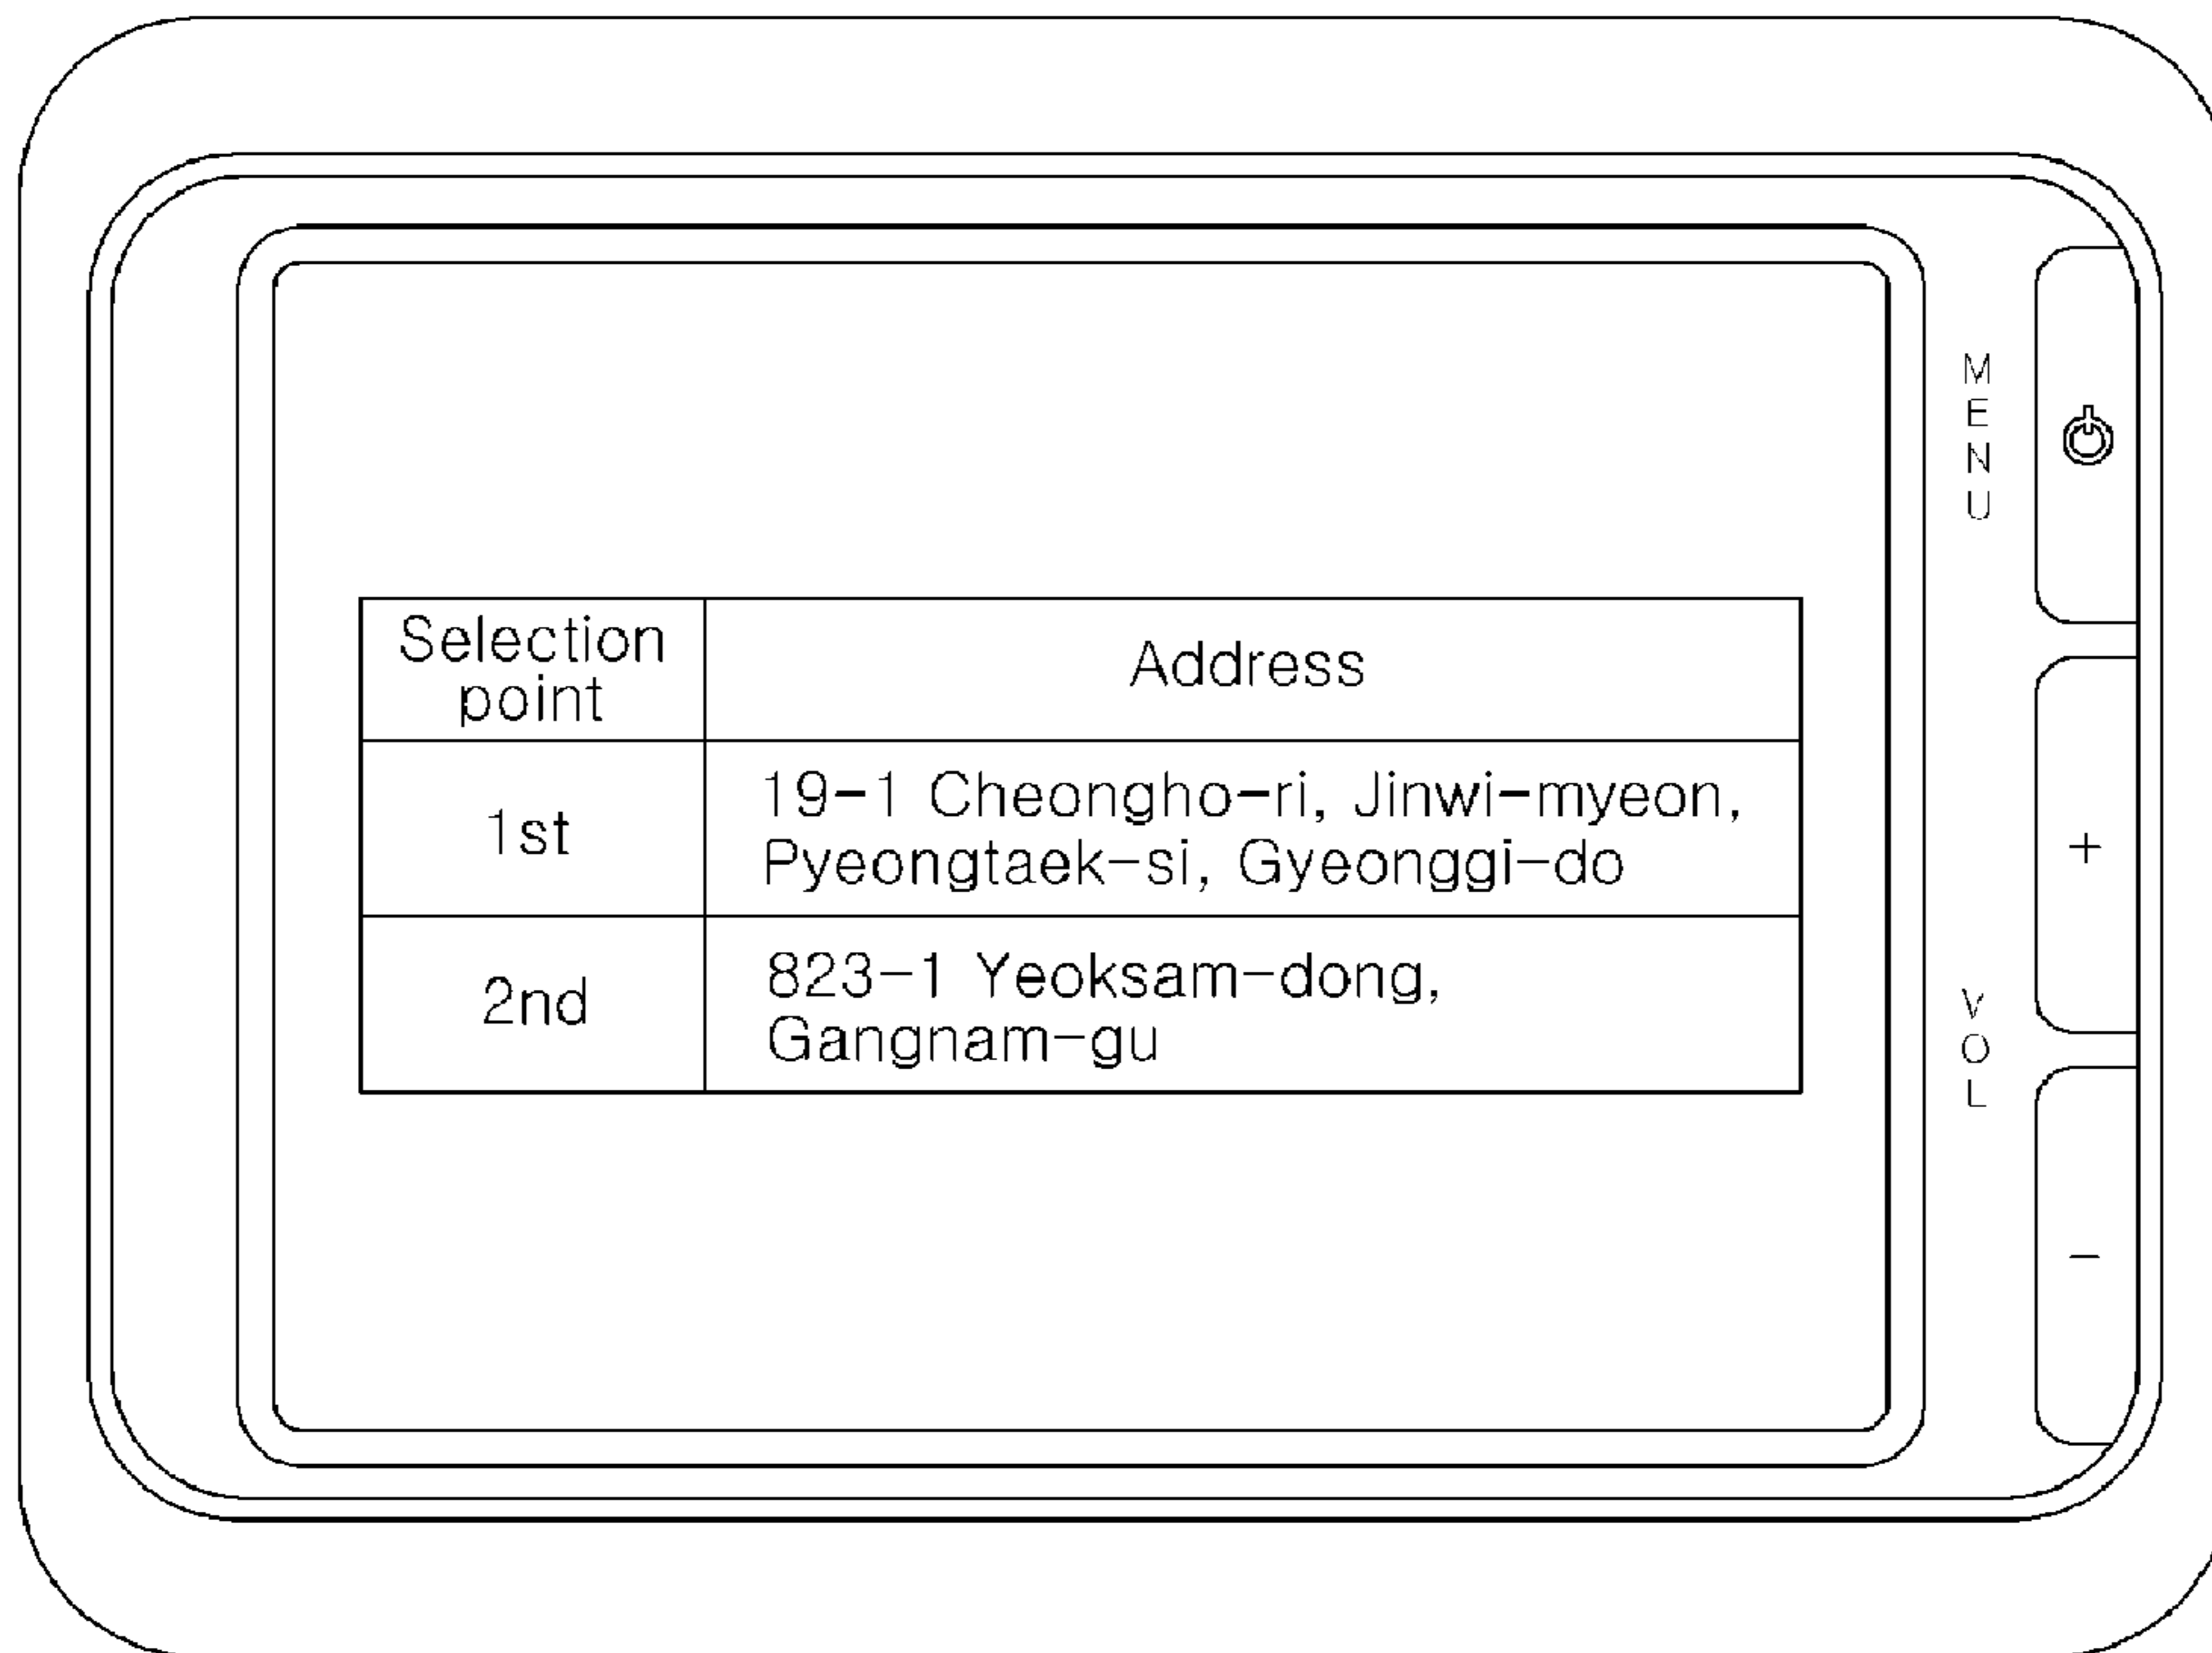 Selection
point
Address
1st
19-1 Cheongho-ri, Jinwi-myeon,
Pyeongtaek-si, Gyeonggi-do
2nd
823-1 Yeoksam-dong,
Gangnam-gu
MENU
VOL
+
-